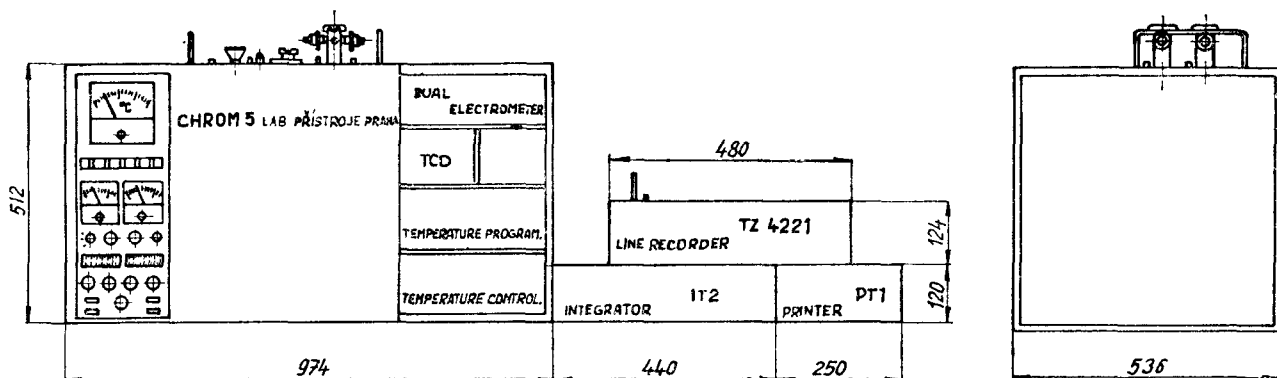 °C
CHROM 5 LAB PŘÍSTROJE PRAHA
DUAL
ELECTROMETER
TCD
TEMPERATURE PROGRAM.
TEMPERATURE CONTROL.
512
480
TZ 4221
LINE RECORDER
124
IT2
INTEGRATOR
PT1
PRINTER
120
974
440
250
536